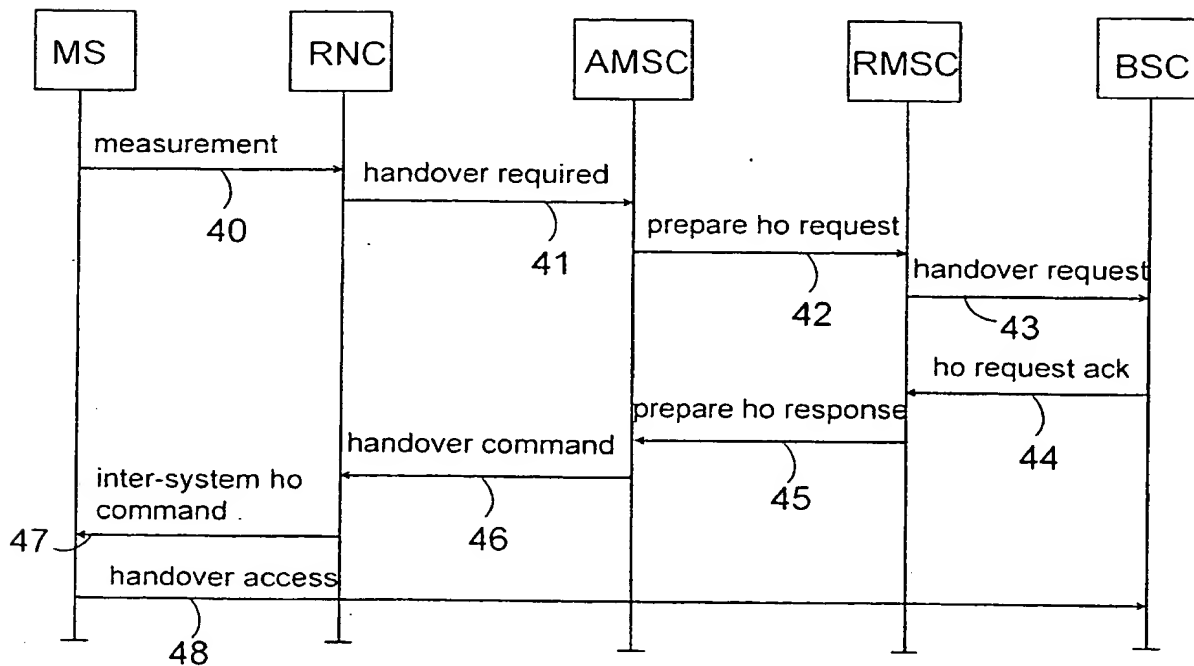 MS
RNC
AMSC
RMSC
BSC
measurement
40
handover required
41
prepare ho request
42
handover request
43
ho request ack
44
prepare ho response
45
handover command
46
inter-system ho
command
47
handover access
48